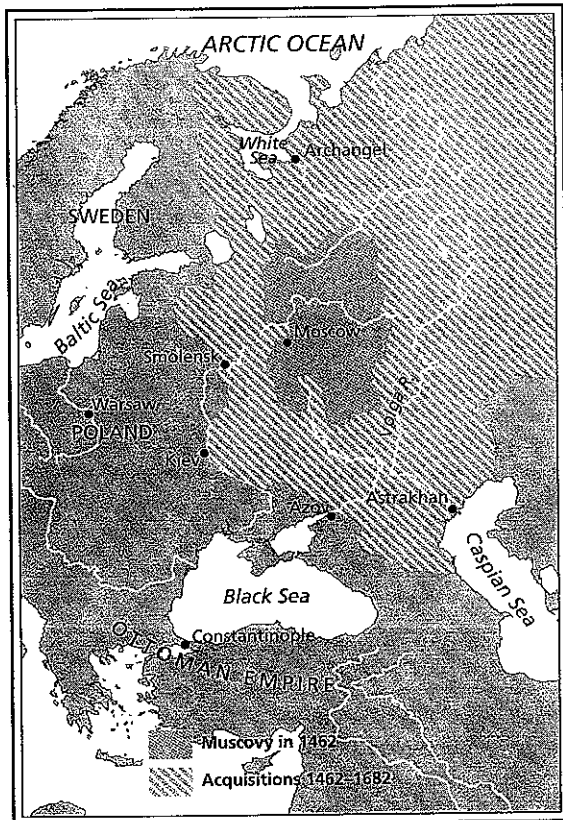 ARCTIC OCEAN
White
Sea
Archangel
SWEDEN
Baltic Sea
Moscow
Smolensk
Volga R.
Warsaw
POLAND
Kiev
Azov
Astrakhan
Caspian Sea
Black Sea
Constantinople
OTTOMAN EMPIRE
Muscovy in 1462
Acquisitions 1462–1682